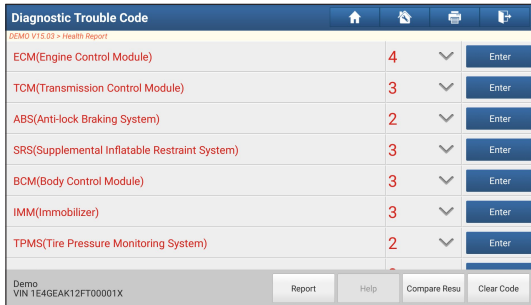 Diagnostic Trouble Code
DEMO V15.03 > Health Report
ECM(Engine Control Module) 4 Enter
TCM(Transmission Control Module) 3 Enter
ABS(Anti-lock Braking System) 2 Enter
SRS(Supplemental Inflatable Restraint System) 3 Enter
BCM(Body Control Module) 3 Enter
IMM(Immobilizer) 3 Enter
TPMS(Tire Pressure Monitoring System) 2 Enter
Demo
VIN 1E4GEAK12FT00001X
Report Help Compare Resu Clear Code